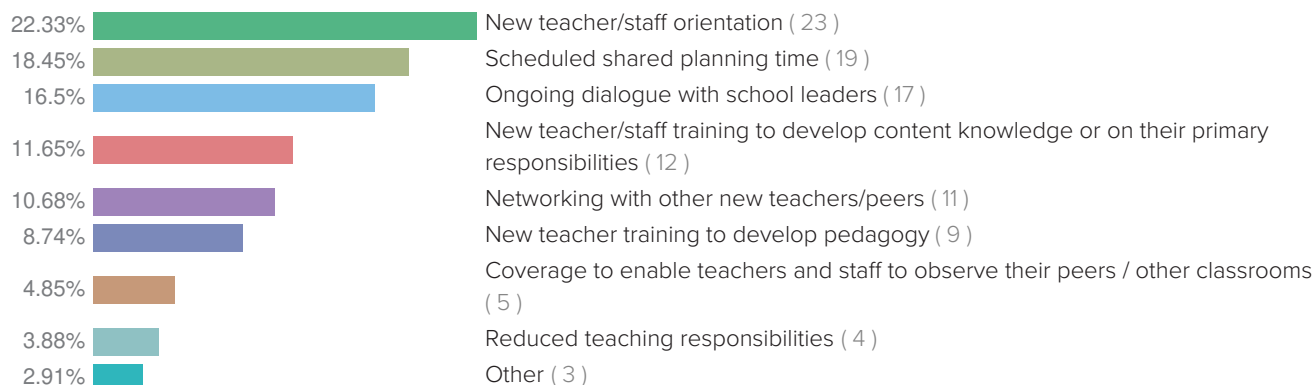 22.33% New teacher/staff orientation ( 23 )
18.45% Scheduled shared planning time ( 19 )
16.5% Ongoing dialogue with school leaders ( 17 )
New teacher/staff training to develop content knowledge or on their primary
11.65%
responsibilities ( 12 )
10.68% Networking with other new teachers/peers ( 11 )
8.74% New teacher training to develop pedagogy ( 9 )
Coverage to enable teachers and staff to observe their peers / other classrooms
4.85%
( 5 )
3.88% Reduced teaching responsibilities ( 4 )
2.91% Other ( 3 )